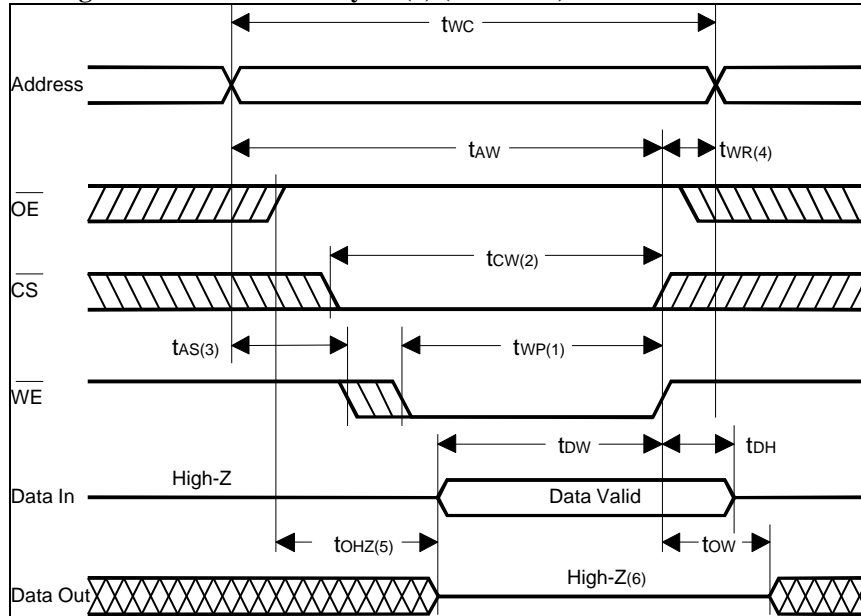 tWC
Address
tAW
tWR(4)
OE
tCW(2)
CS
tAS(3)
tWP(1)
WE
tDW
tDH
High-Z
Data In
Data Valid
tOHZ(5)
tOW
High-Z(6)
Data Out